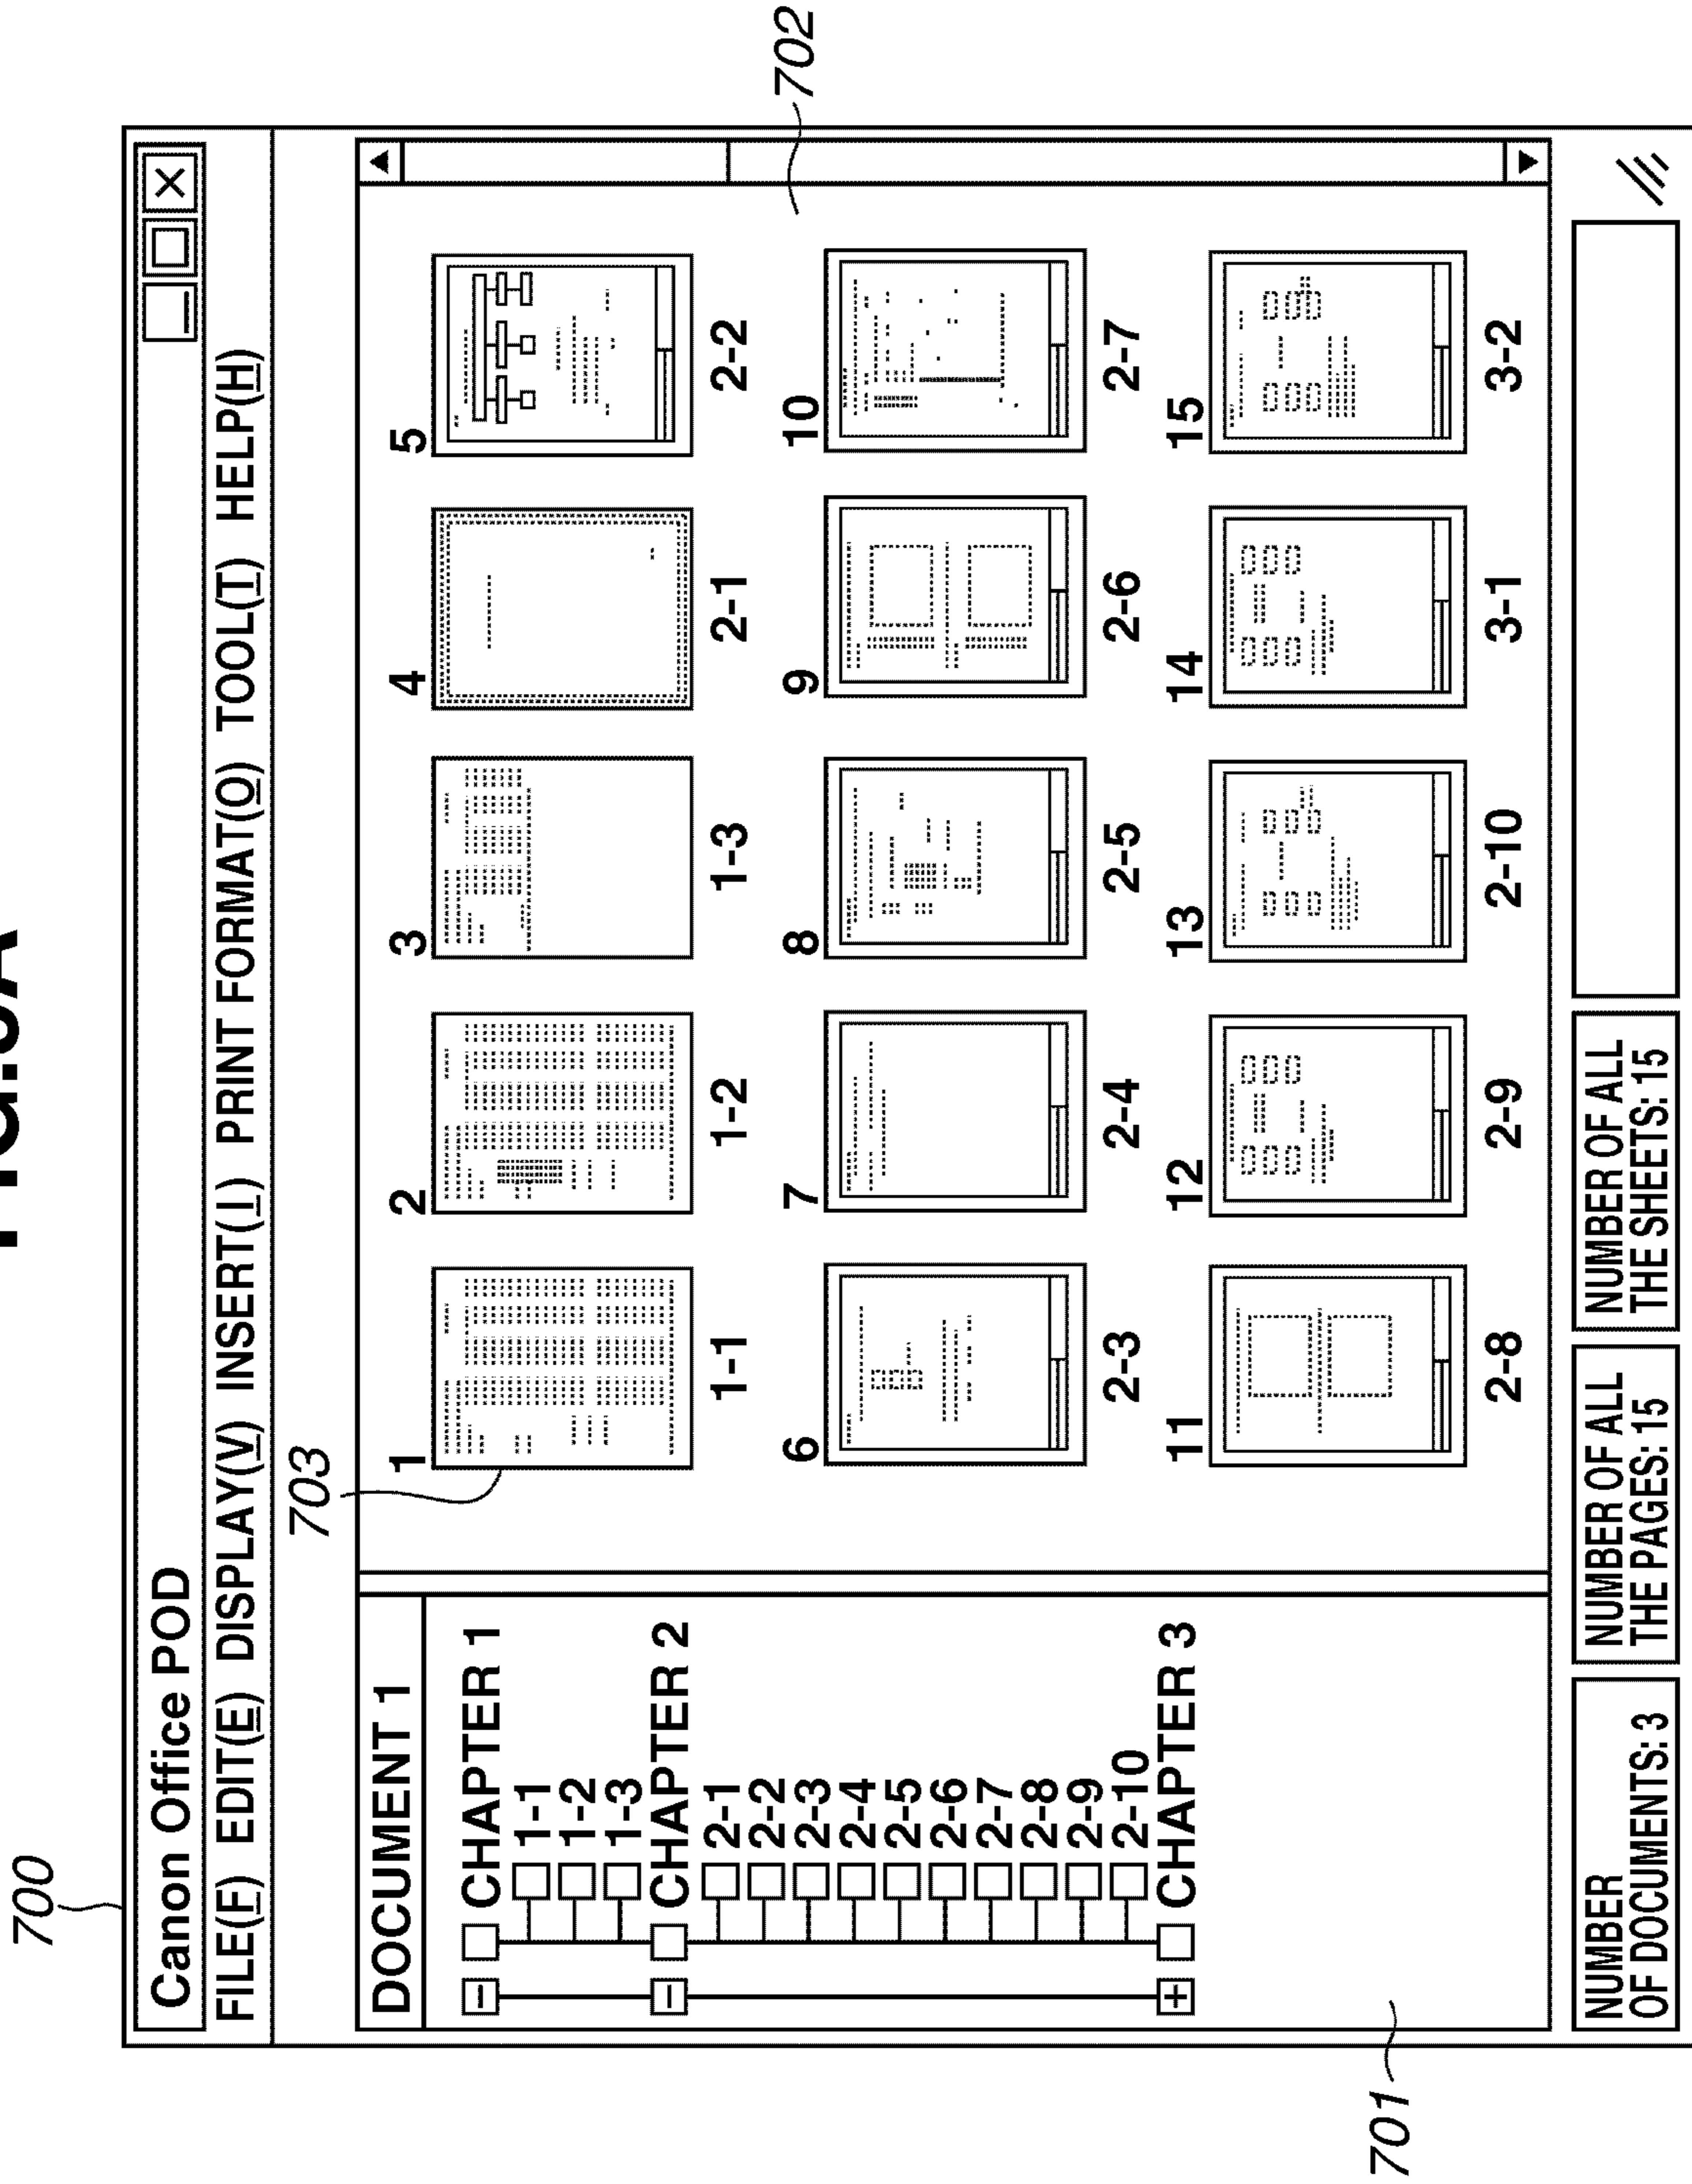 700
Canon Office POD
FILE(F) EDIT(E) DISPLAY(V) INSERT(I) PRINT FORMAT(O) TOOL(T) HELP(H)
703
702
DOCUMENT 1
CHAPTER 1
1-1
1-2
1-3
CHAPTER 2
2-1
2-2
2-3
2-4
2-5
2-6
2-7
2-8
2-9
2-10
CHAPTER 3
1 2 3 4 5
1-1 1-2 1-3 2-1 2-2
6 7 8 9 10
2-3 2-4 2-5 2-6 2-7
11 12 13 14 15
2-8 2-9 2-10 3-1 3-2
701
NUMBER
OF DOCUMENTS: 3
NUMBER OF ALL
THE PAGES: 15
NUMBER OF ALL
THE SHEETS: 15